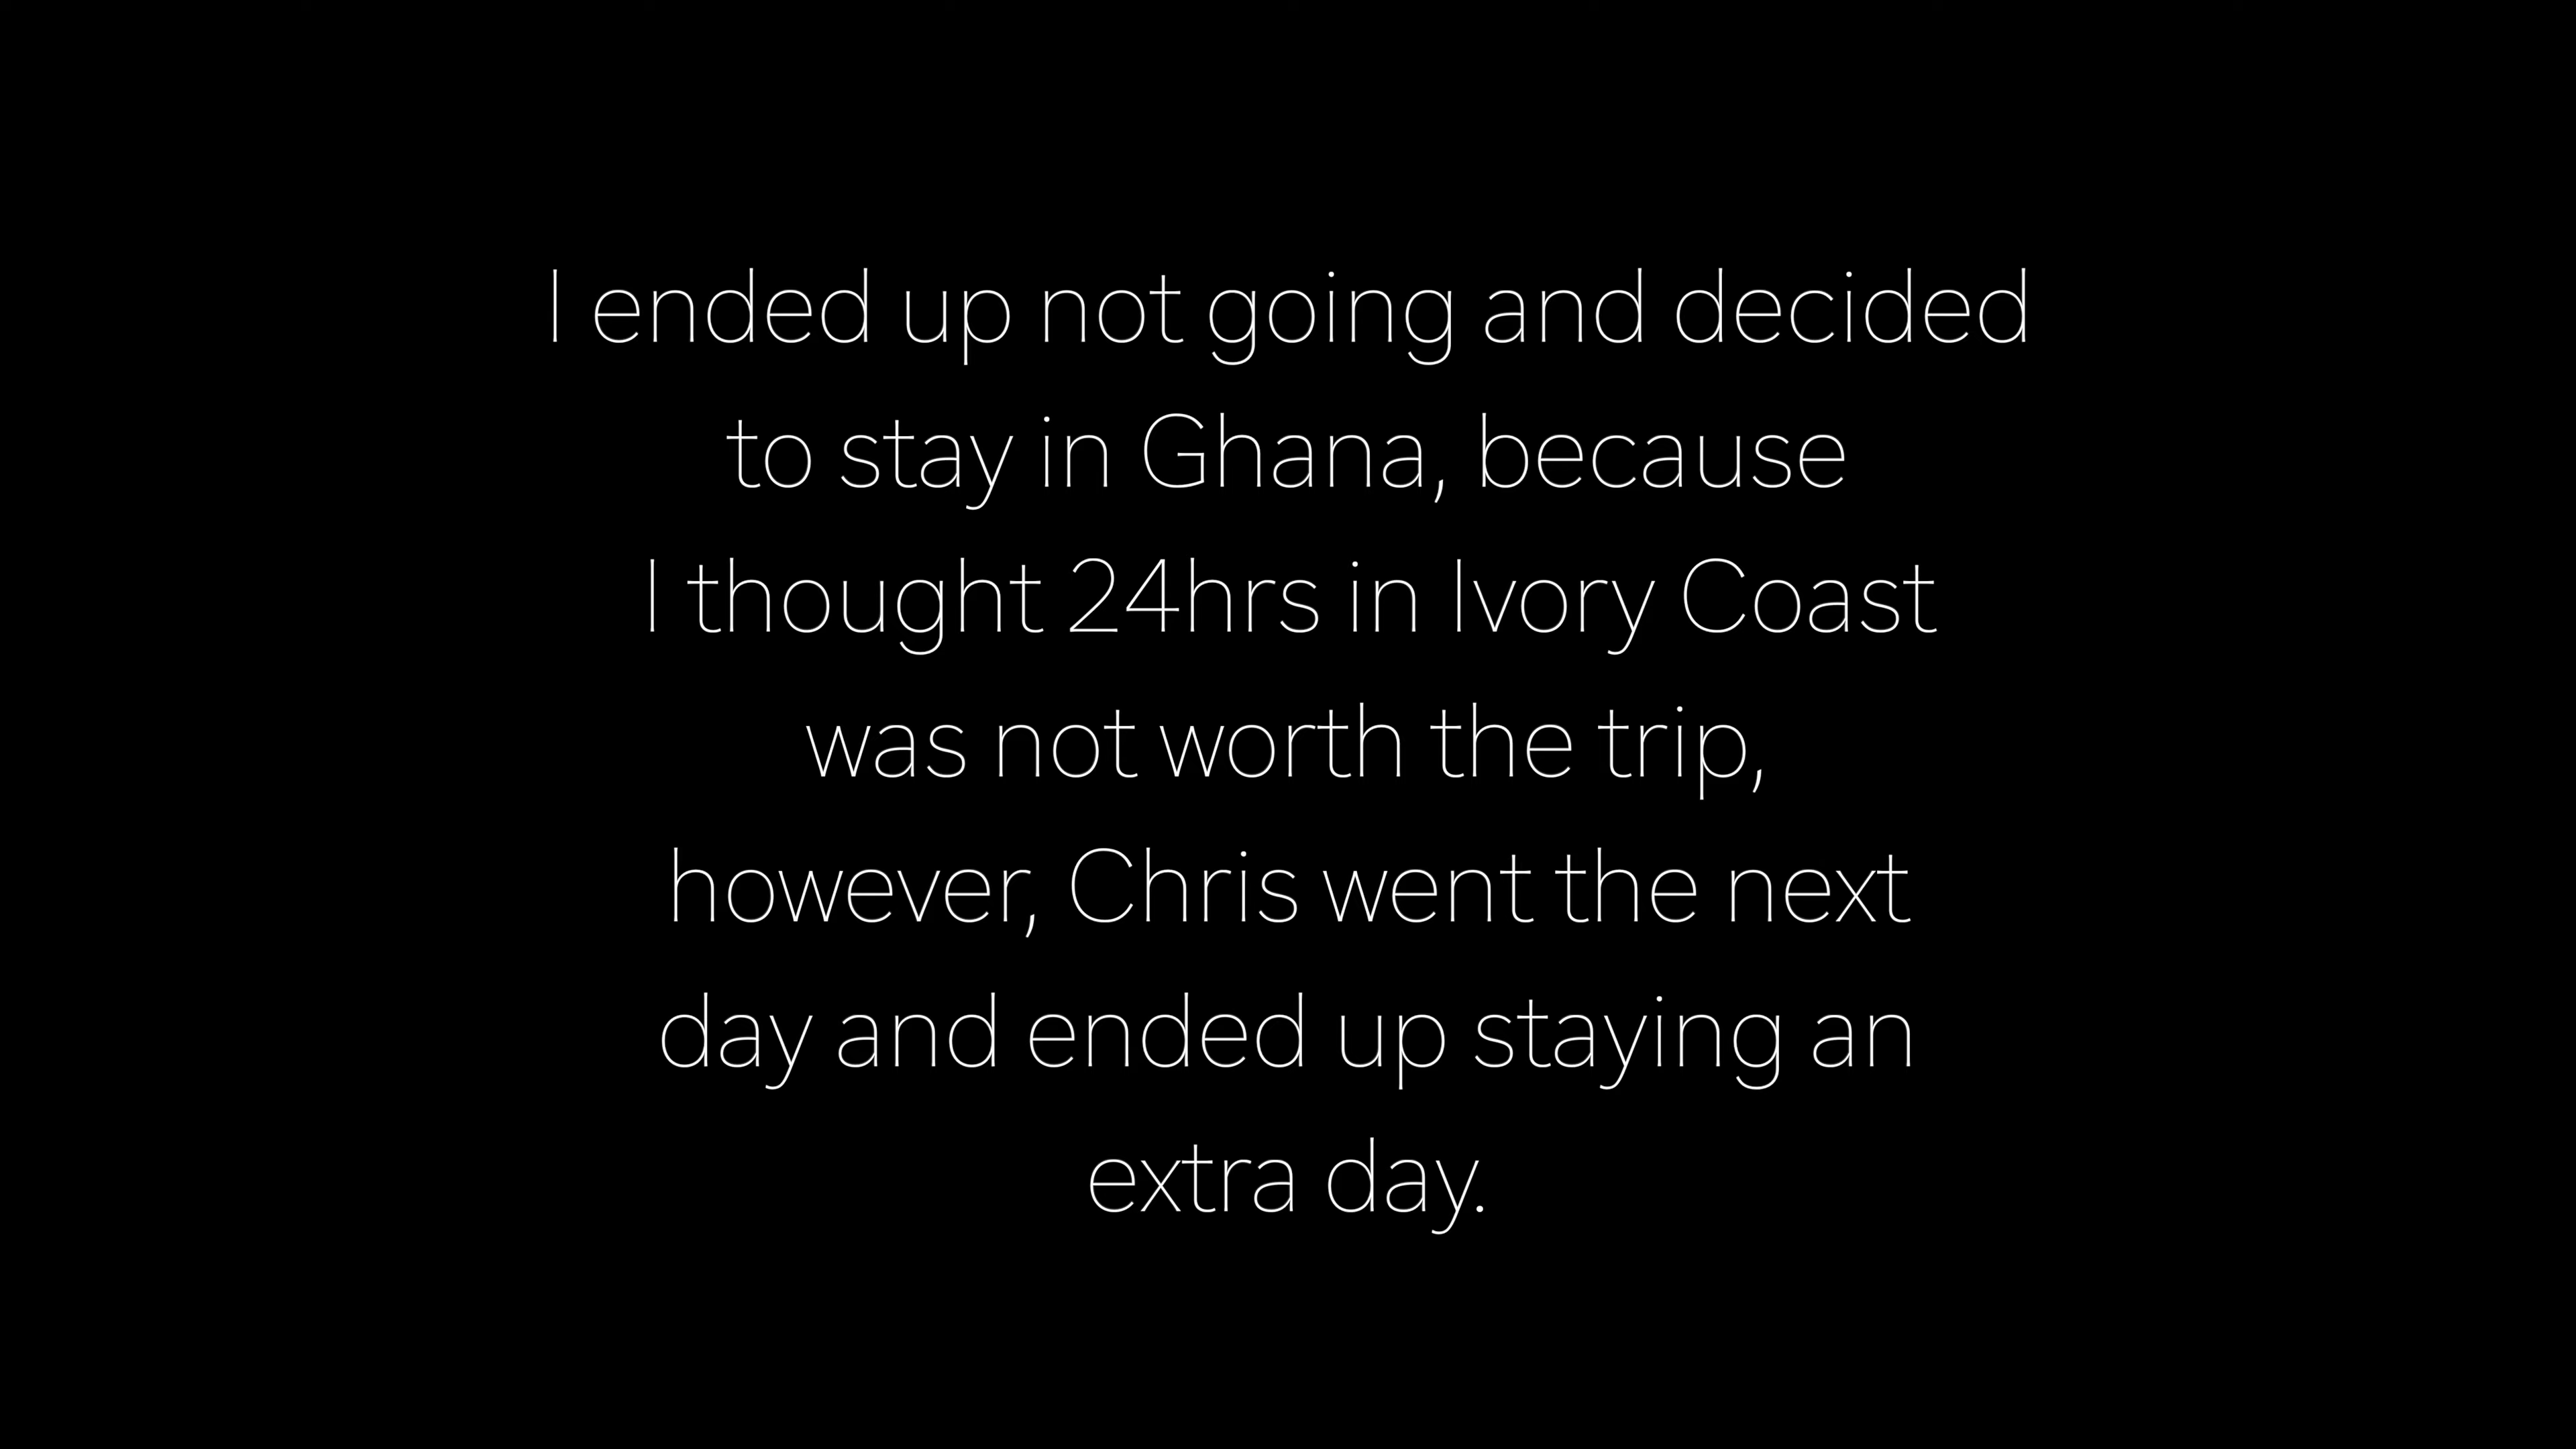 I ended up not going and decided
to stay in Ghana, because
I thought 24hrs in Ivory Coast
was not worth the trip,
however, Chris went the next
day and ended up staying an
extra day.